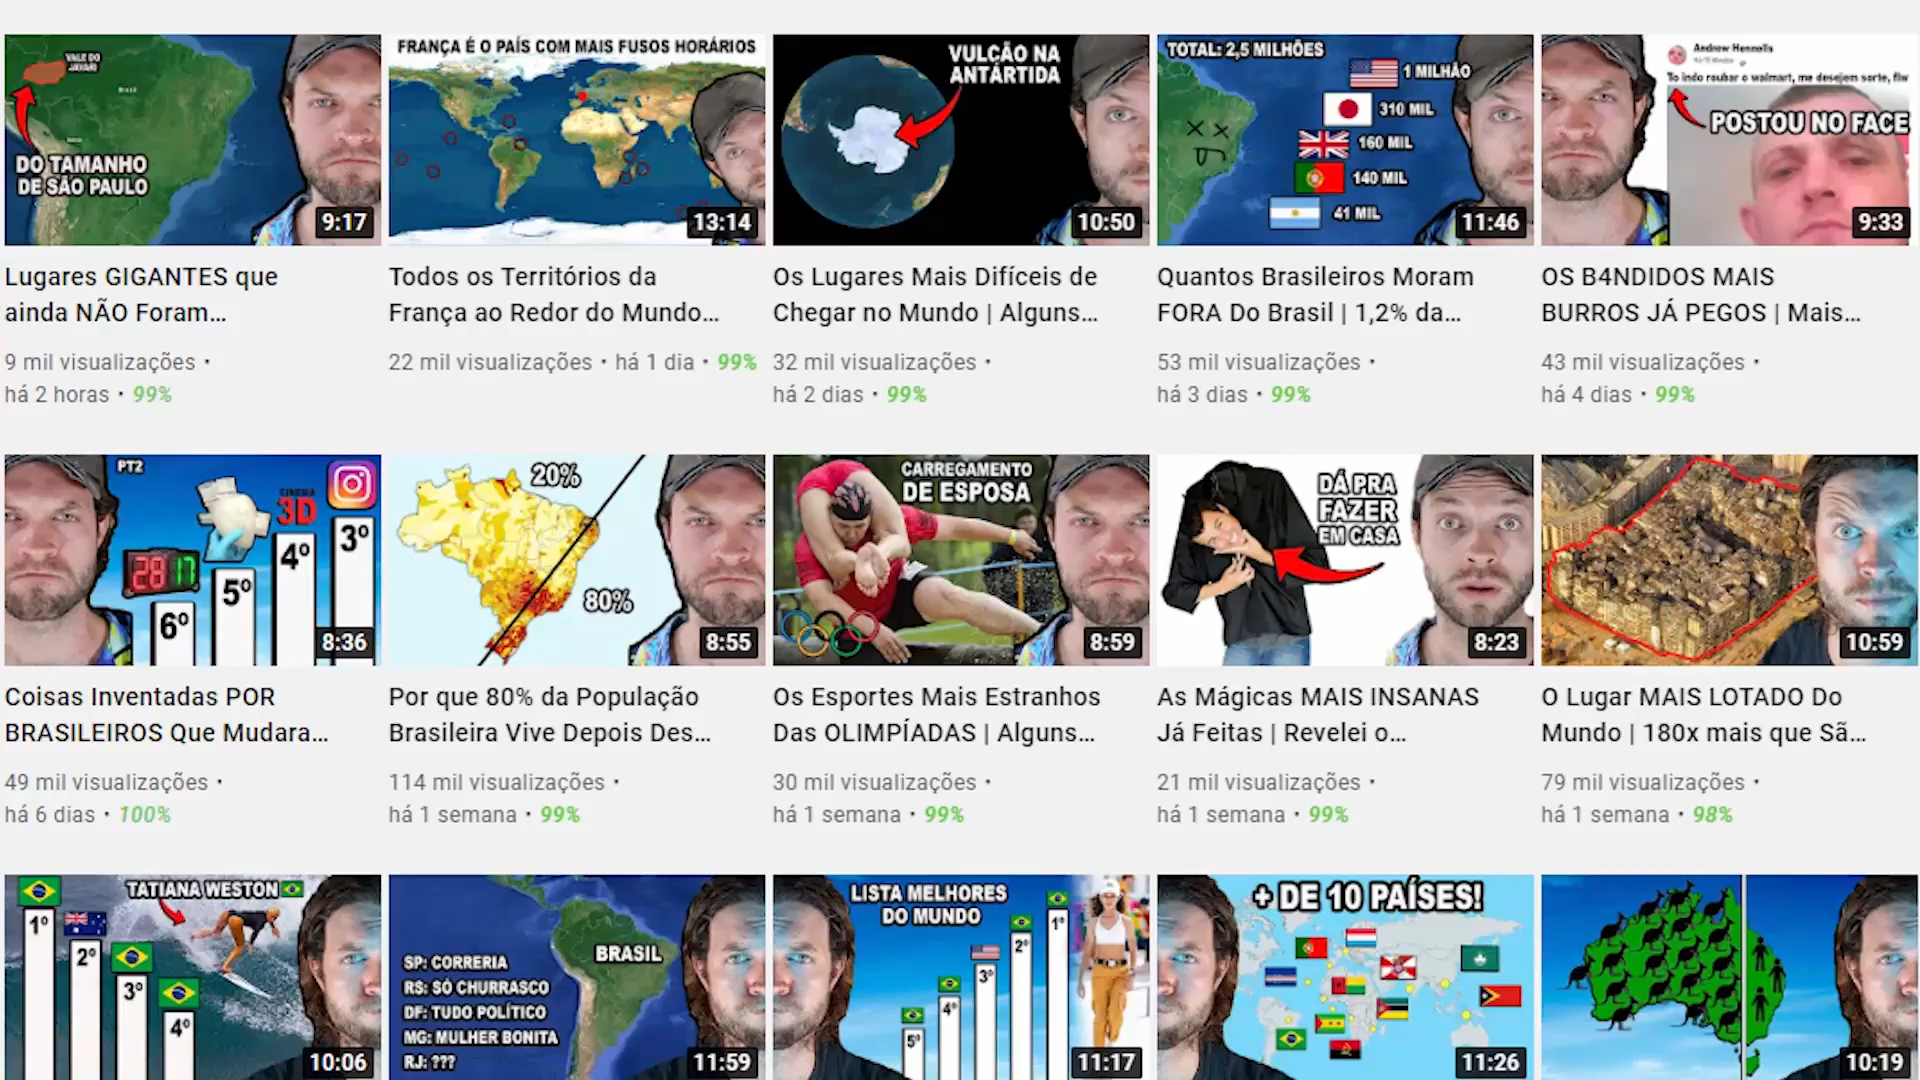 VALE DO
JAVARI
Brasil
DO TAMANHO
DE SÃO PAULO
9:17
Lugares GIGANTES que
ainda NÃO Foram...
9 mil visualizações •
há 2 horas • 99%
FRANÇA É O PAÍS COM MAIS FUSOS HORÁRIOS
13:14
Todos os Territórios da
França ao Redor do Mundo...
22 mil visualizações • há 1 dia • 99%
VULCÃO NA
ANTÁRTIDA
10:50
Os Lugares Mais Difíceis de
Chegar no Mundo | Alguns...
32 mil visualizações •
há 2 dias • 99%
TOTAL: 2,5 MILHÕES
1 MILHÃO
310 MIL
160 MIL
140 MIL
41 MIL
11:46
Quantos Brasileiros Moram
FORA Do Brasil | 1,2% da...
53 mil visualizações •
há 3 dias • 99%
Andrew Hennells
To indo roubar o walmart, me desejem sorte, flw
POSTOU NO FACE
9:33
OS B4NDIDOS MAIS
BURROS JÁ PEGOS | Mais...
43 mil visualizações •
há 4 dias • 99%
PT2
28 17
CINEMA
3D
6º
5º
4º
3º
8:36
Coisas Inventadas POR
BRASILEIROS Que Mudara...
49 mil visualizações •
há 6 dias • 100%
20%
80%
8:55
Por que 80% da População
Brasileira Vive Depois Des...
114 mil visualizações •
há 1 semana • 99%
CARREGAMENTO
DE ESPOSA
8:59
Os Esportes Mais Estranhos
Das OLIMPÍADAS | Alguns...
30 mil visualizações •
há 1 semana • 99%
DÁ PRA
FAZER
EM CASA
8:23
As Mágicas MAIS INSANAS
Já Feitas | Revelei o...
21 mil visualizações •
há 1 semana • 99%
10:59
O Lugar MAIS LOTADO Do
Mundo | 180x mais que Sã...
79 mil visualizações •
há 1 semana • 98%
TATIANA WESTON
1º
2º
3º
4º
10:06
BRASIL
SP: CORRERIA
RS: SÓ CHURRASCO
DF: TUDO POLÍTICO
MG: MULHER BONITA
RJ: ???
11:59
LISTA MELHORES
DO MUNDO
5º
4º
3º
2º
1º
11:17
+ DE 10 PAÍSES!
11:26
10:19